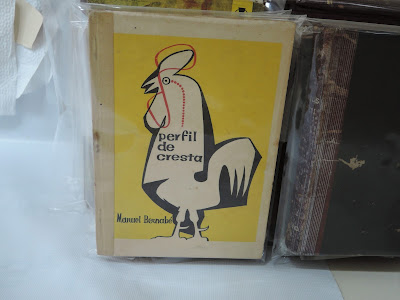 perfil
de
cresta
Manuel Bernabé